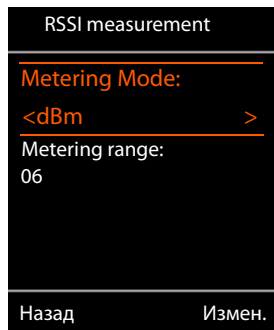 RSSI measurement
Metering Mode:
<dBm >
Metering range:
06
Назад Измен.